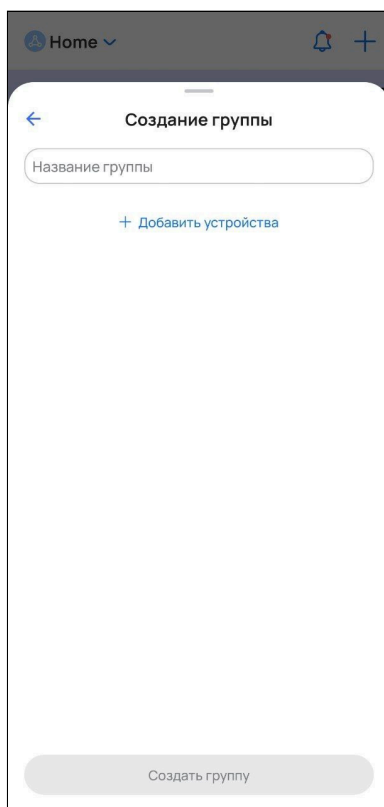 Home
Создание группы
Название группы
+ Добавить устройства
Создать группу